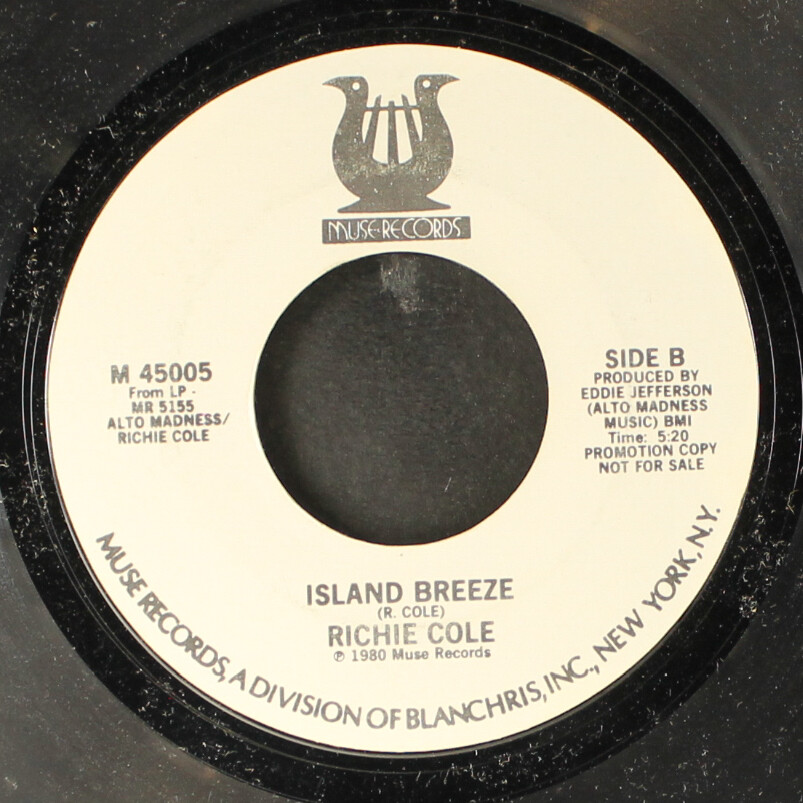 MUSE·RECORDS
M 45005
From LP -
MR 5155
ALTO MADNESS/
RICHIE COLE
SIDE B
PRODUCED BY
EDDIE JEFFERSON
(ALTO MADNESS
MUSIC) BMI
Time: 5:20
PROMOTION COPY
NOT FOR SALE
ISLAND BREEZE
(R. COLE)
RICHIE COLE
℗ 1980 Muse Records
MUSE RECORDS, A DIVISION OF BLANCHRIS, INC., NEW YORK, N.Y.